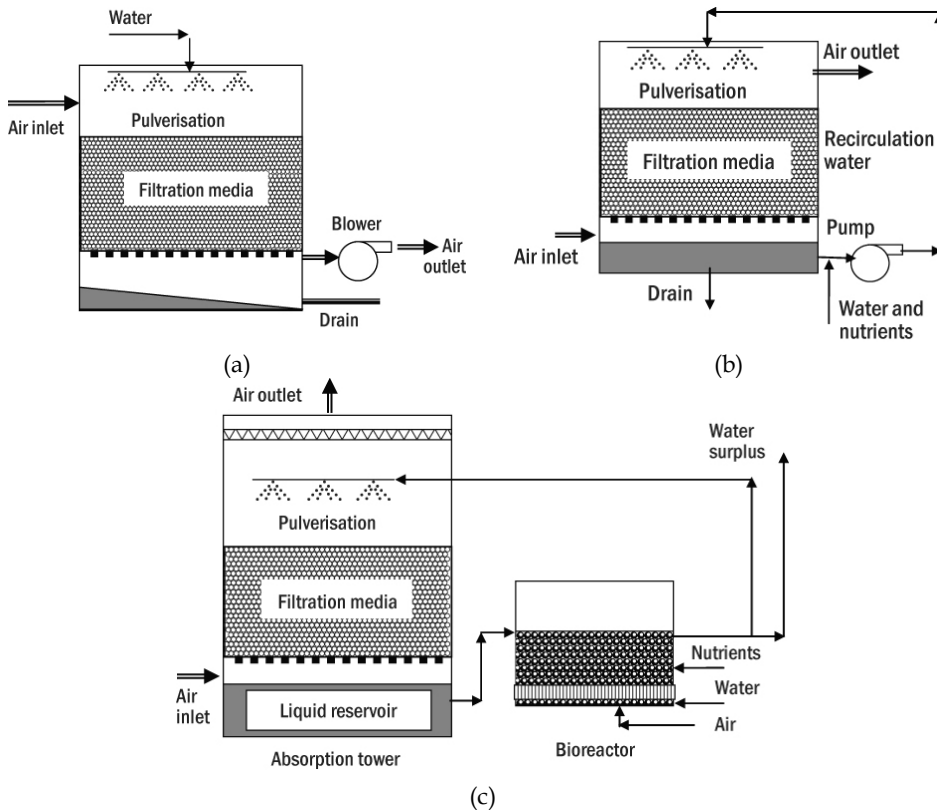 Water
Air inlet
Pulverisation
Filtration media
Blower
Air
outlet
Drain
(a)
Air outlet
Pulverisation
Filtration media
Recirculation
water
Air inlet
Pump
Drain
Water and
nutrients
(b)
Air outlet
Water
surplus
Pulverisation
Filtration media
Nutrients
Air
inlet
Liquid reservoir
Water
Air
Absorption tower
Bioreactor
(c)